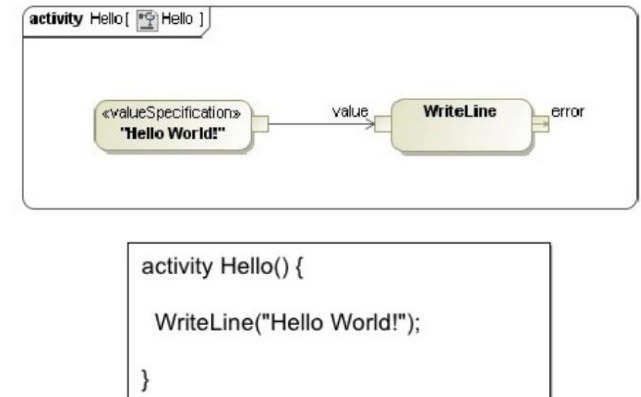 activity Hello [ Hello ]
«valueSpecification»
"Hello World!"
value
WriteLine
error
activity Hello() {
WriteLine("Hello World!");
}